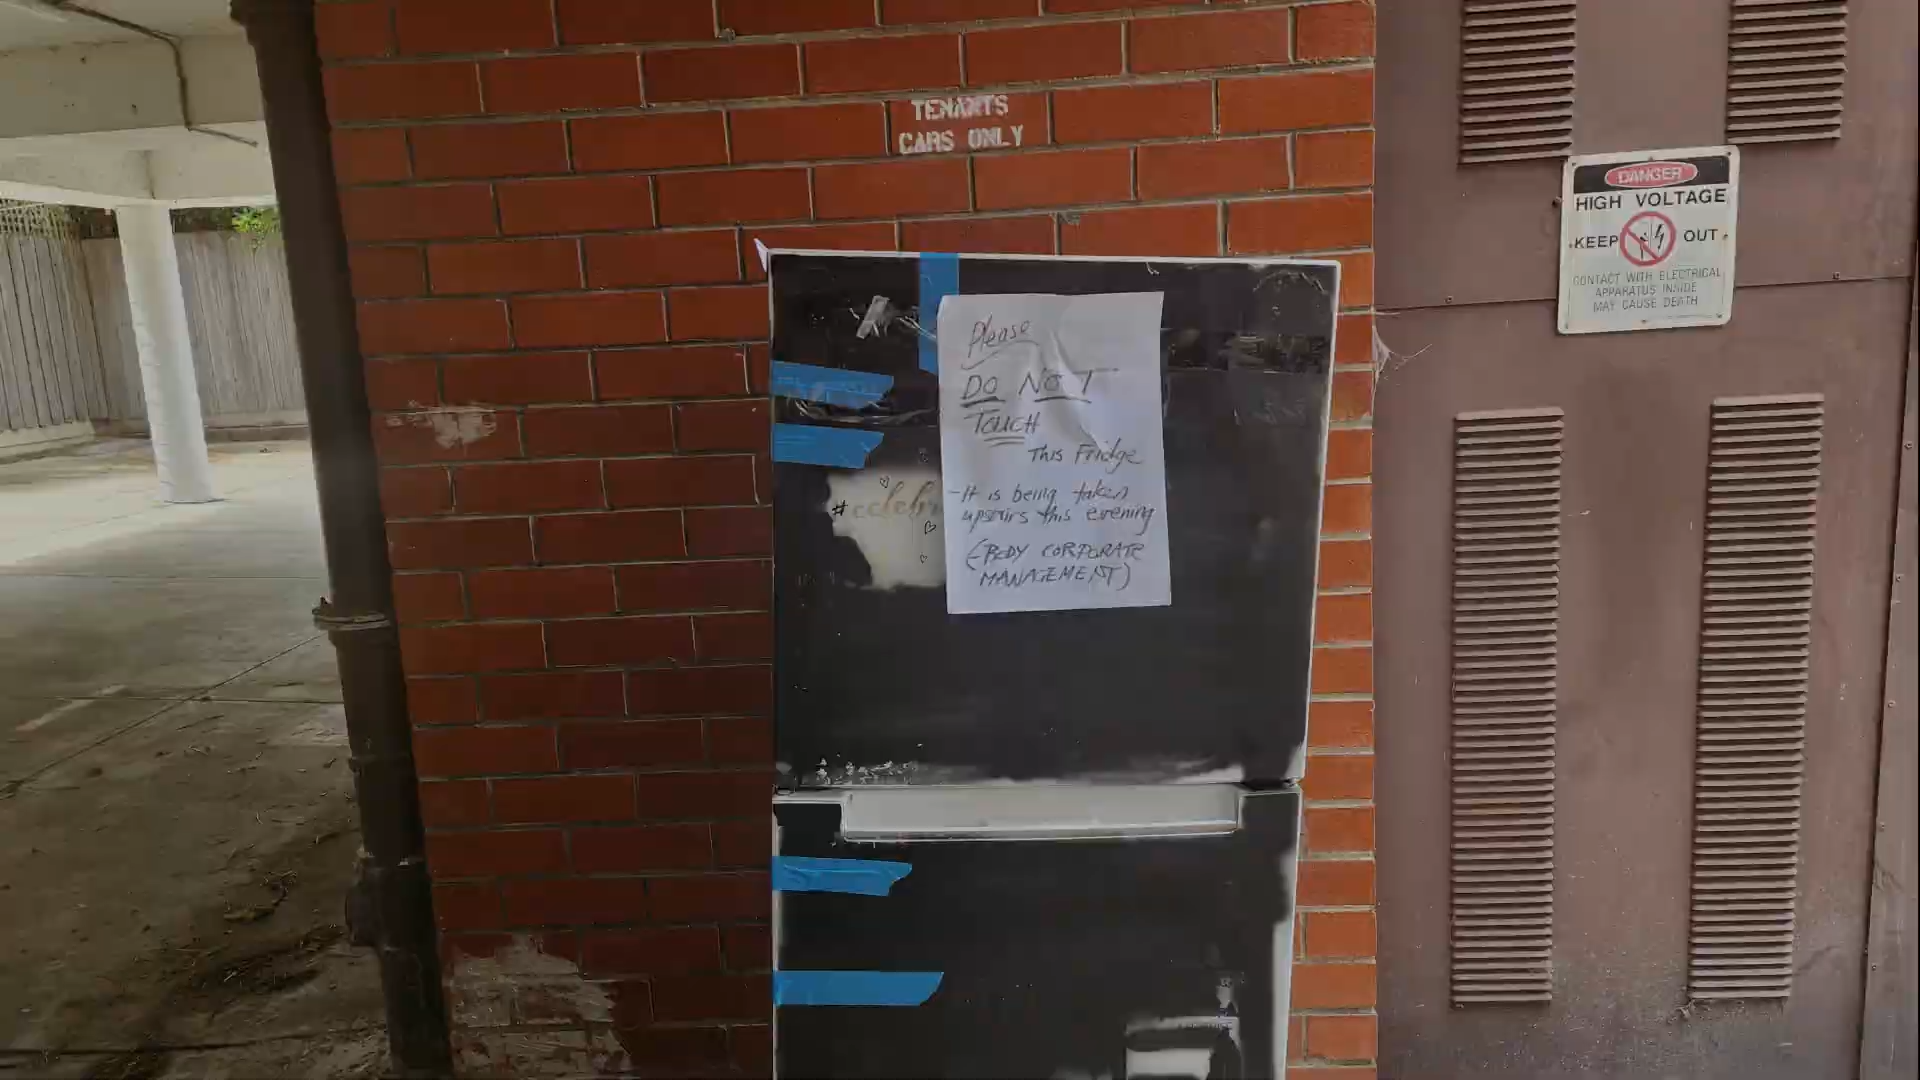 TENANTS
CARS ONLY
DANGER
HIGH VOLTAGE
KEEP OUT
CONTACT WITH ELECTRICAL
APPARATUS INSIDE
MAY CAUSE DEATH
Please
DO NOT
TOUCH
This Fridge
-It is being taken
upstirs this evening
(BODY CORPORATE
MANAGEMENT)